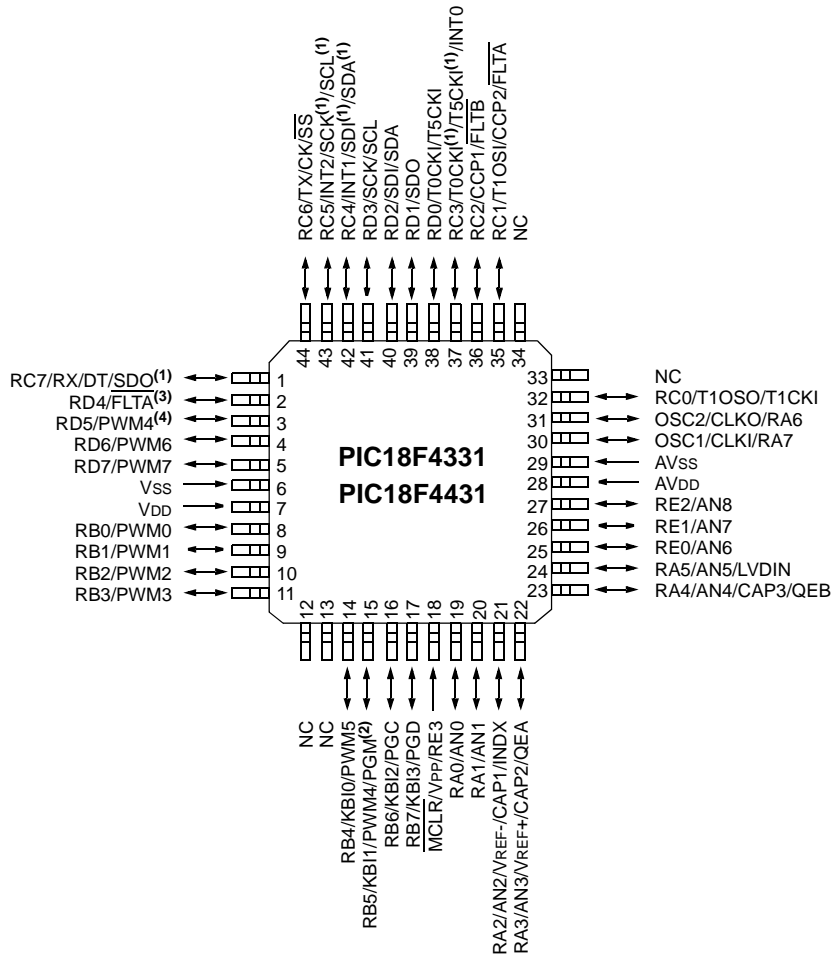 RC6/TX/CK/SS
RC5/INT2/SCK(1)/SCL(1)
RC4/INT1/SDI(1)/SDA(1)
RD3/SCK/SCL
RD2/SDI/SDA
RD1/SDO
RD0/T0CKI/T5CKI
RC3/T0CKI(1)/T5CKI(1)/INT0
RC2/CCP1/FLTB
RC1/T1OSI/CCP2/FLTA
NC
44
43
42
41
40
39
38
37
36
35
34
RC7/RX/DT/SDO(1)
RD4/FLTA(3)
RD5/PWM4(4)
RD6/PWM6
RD7/PWM7
VSS
VDD
RB0/PWM0
RB1/PWM1
RB2/PWM2
RB3/PWM3
1
2
3
4
5
6
7
8
9
10
11
PIC18F4331
PIC18F4431
33
32
31
30
29
28
27
26
25
24
23
NC
RC0/T1OSO/T1CKI
OSC2/CLKO/RA6
OSC1/CLKI/RA7
AVSS
AVDD
RE2/AN8
RE1/AN7
RE0/AN6
RA5/AN5/LVDIN
RA4/AN4/CAP3/QEB
12
13
14
15
16
17
18
19
20
21
22
NC
NC
RB4/KBI0/PWM5
RB5/KBI1/PWM4/PGM(2)
RB6/KBI2/PGC
RB7/KBI3/PGD
MCLR/VPP/RE3
RA0/AN0
RA1/AN1
RA2/AN2/VREF-/CAP1/INDX
RA3/AN3/VREF+/CAP2/QEA